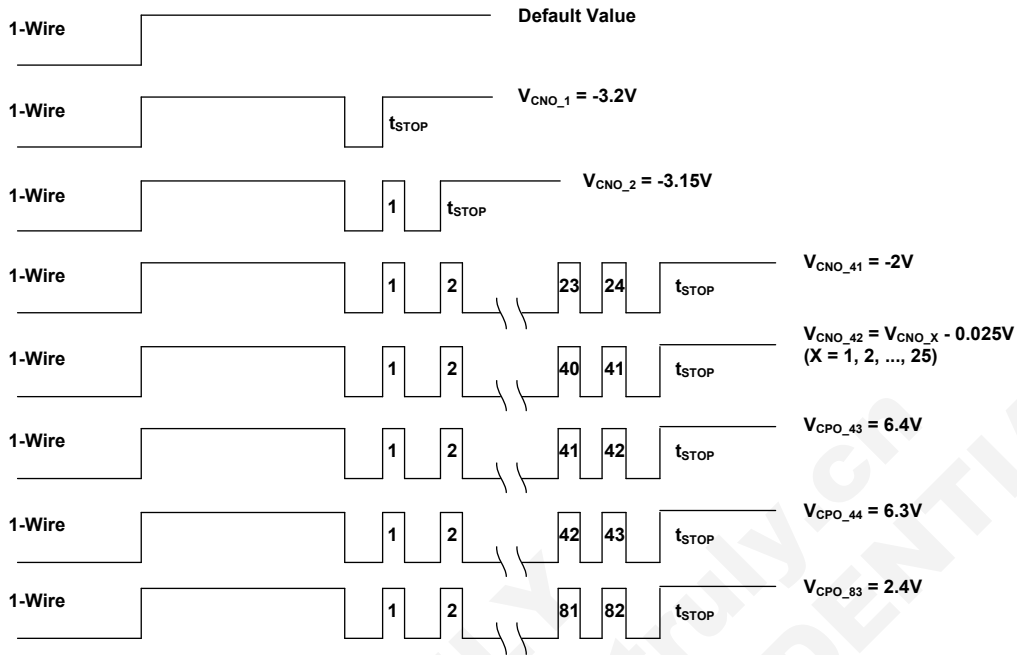 1-Wire
Default Value
1-Wire
tSTOP
VCNO_1 = -3.2V
1-Wire
1
tSTOP
VCNO_2 = -3.15V
1-Wire
1
2
23
24
tSTOP
VCNO_41 = -2V
1-Wire
1
2
40
41
tSTOP
VCNO_42 = VCNO_X - 0.025V
(X = 1, 2, ..., 25)
1-Wire
1
2
41
42
tSTOP
VCPO_43 = 6.4V
1-Wire
1
2
42
43
tSTOP
VCPO_44 = 6.3V
1-Wire
1
2
81
82
tSTOP
VCPO_83 = 2.4V